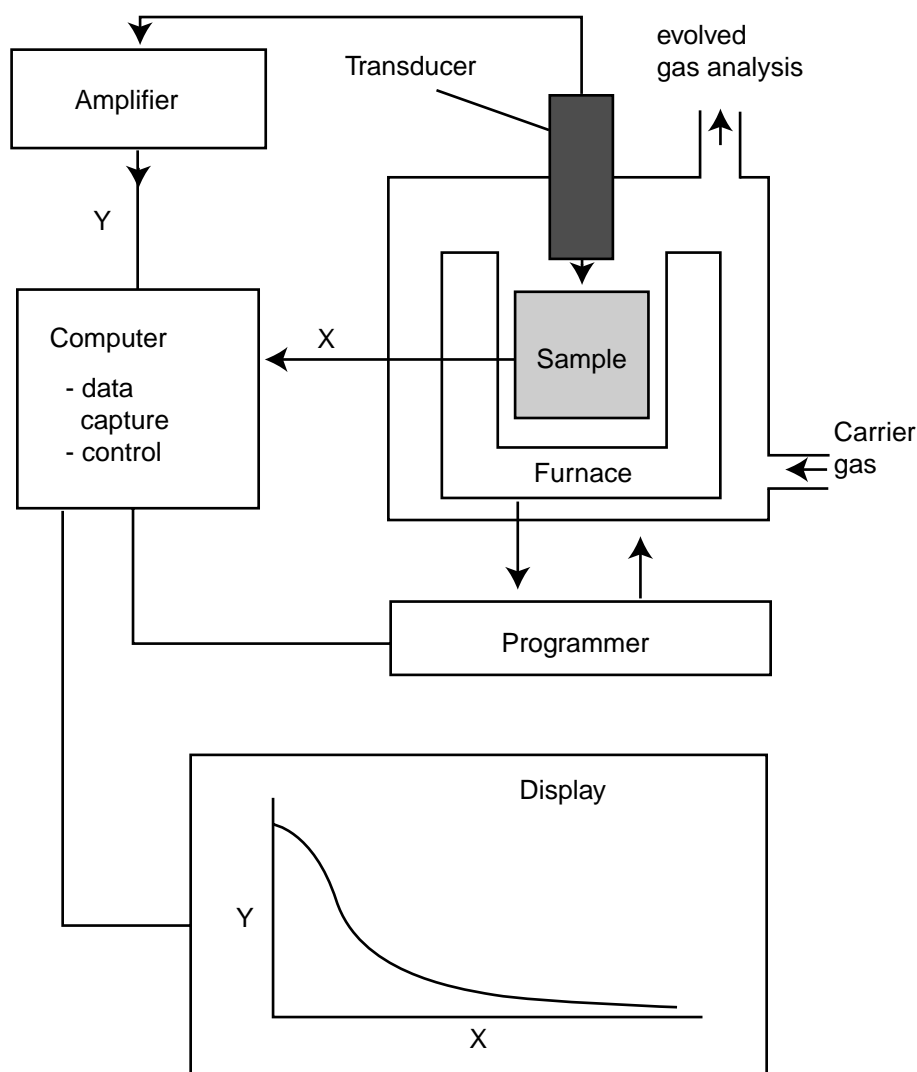 evolved
gas analysis
Transducer
Amplifier
Y
Computer
- data
capture
- control
X
Sample
Furnace
Carrier
gas
Programmer
Display
Y
X